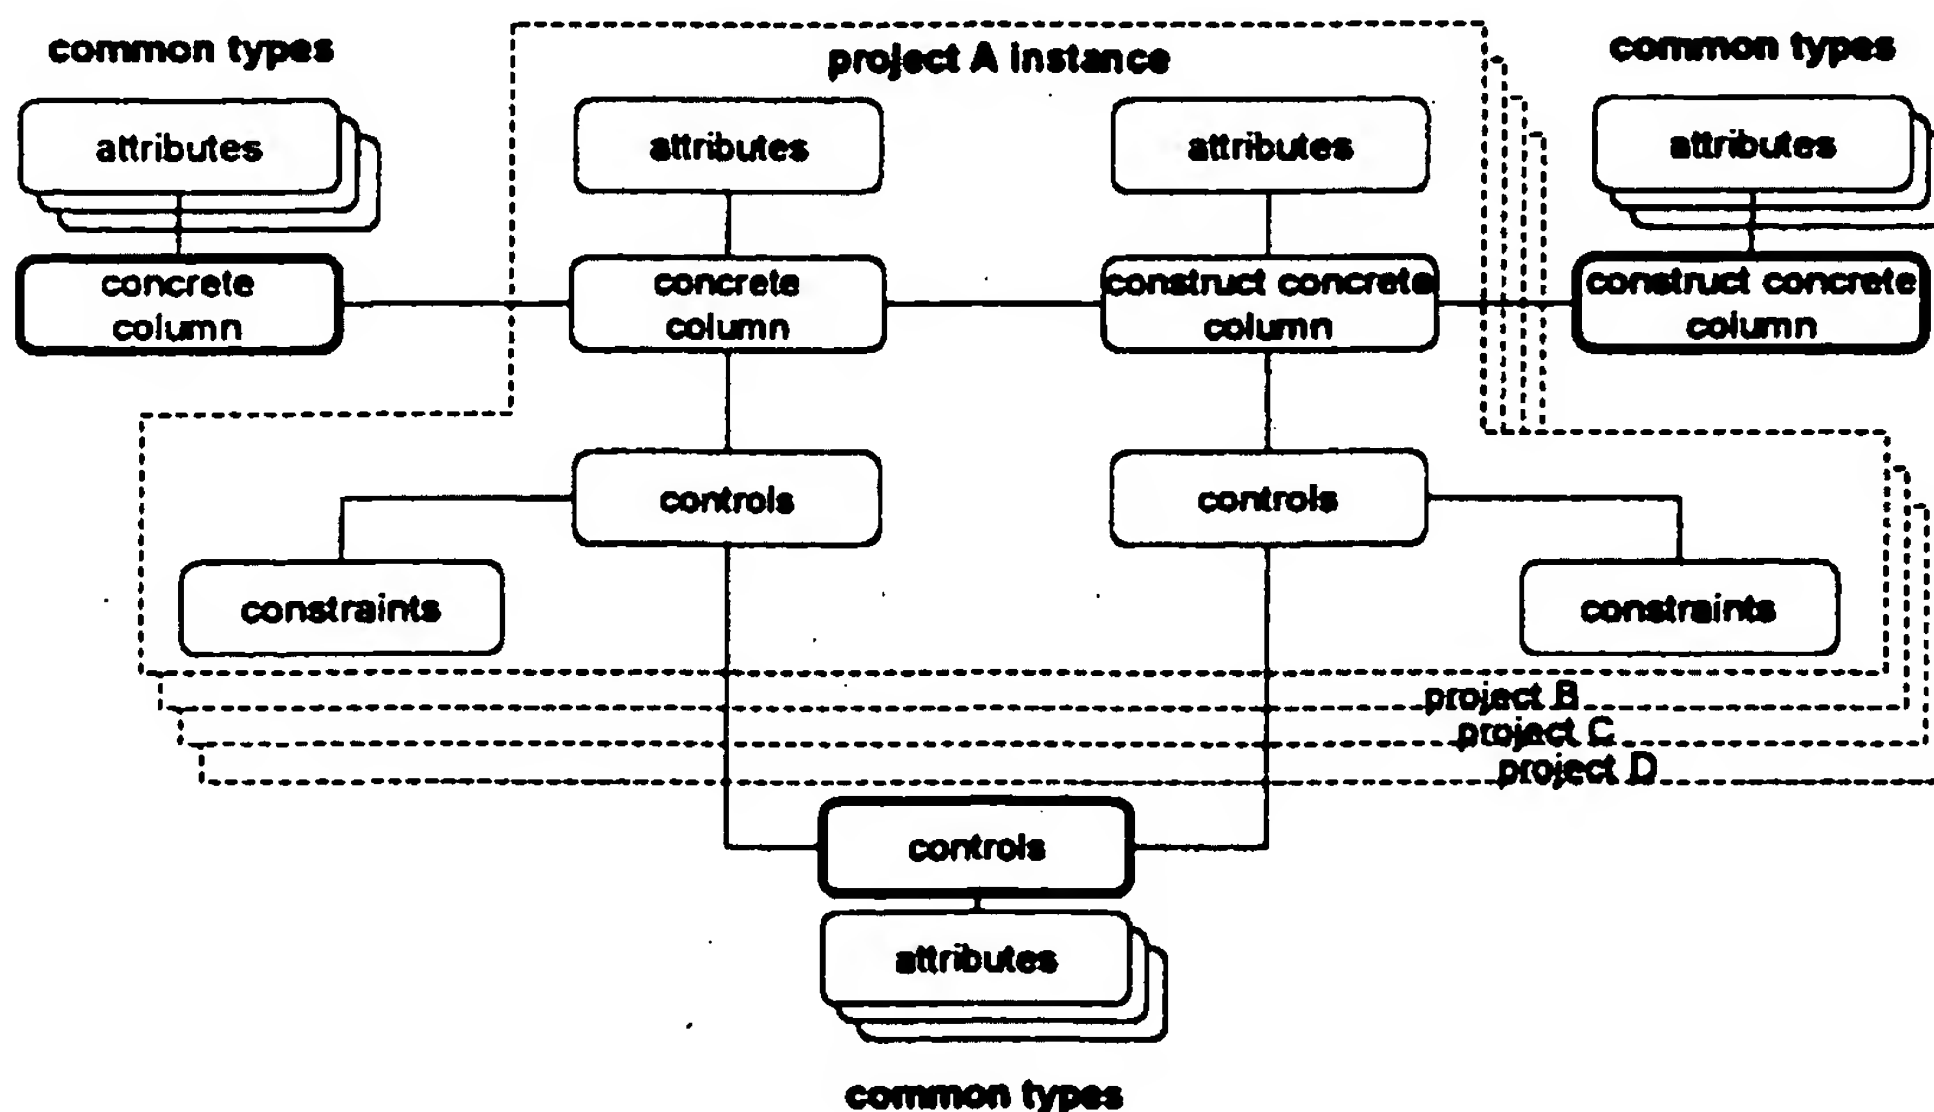 common types
project A instance
common types
attributes
attributes
attributes
attributes
concrete
column
concrete
column
construct concrete
column
construct concrete
column
controls
controls
constraints
constraints
project B
project C
project D
controls
attributes
common types